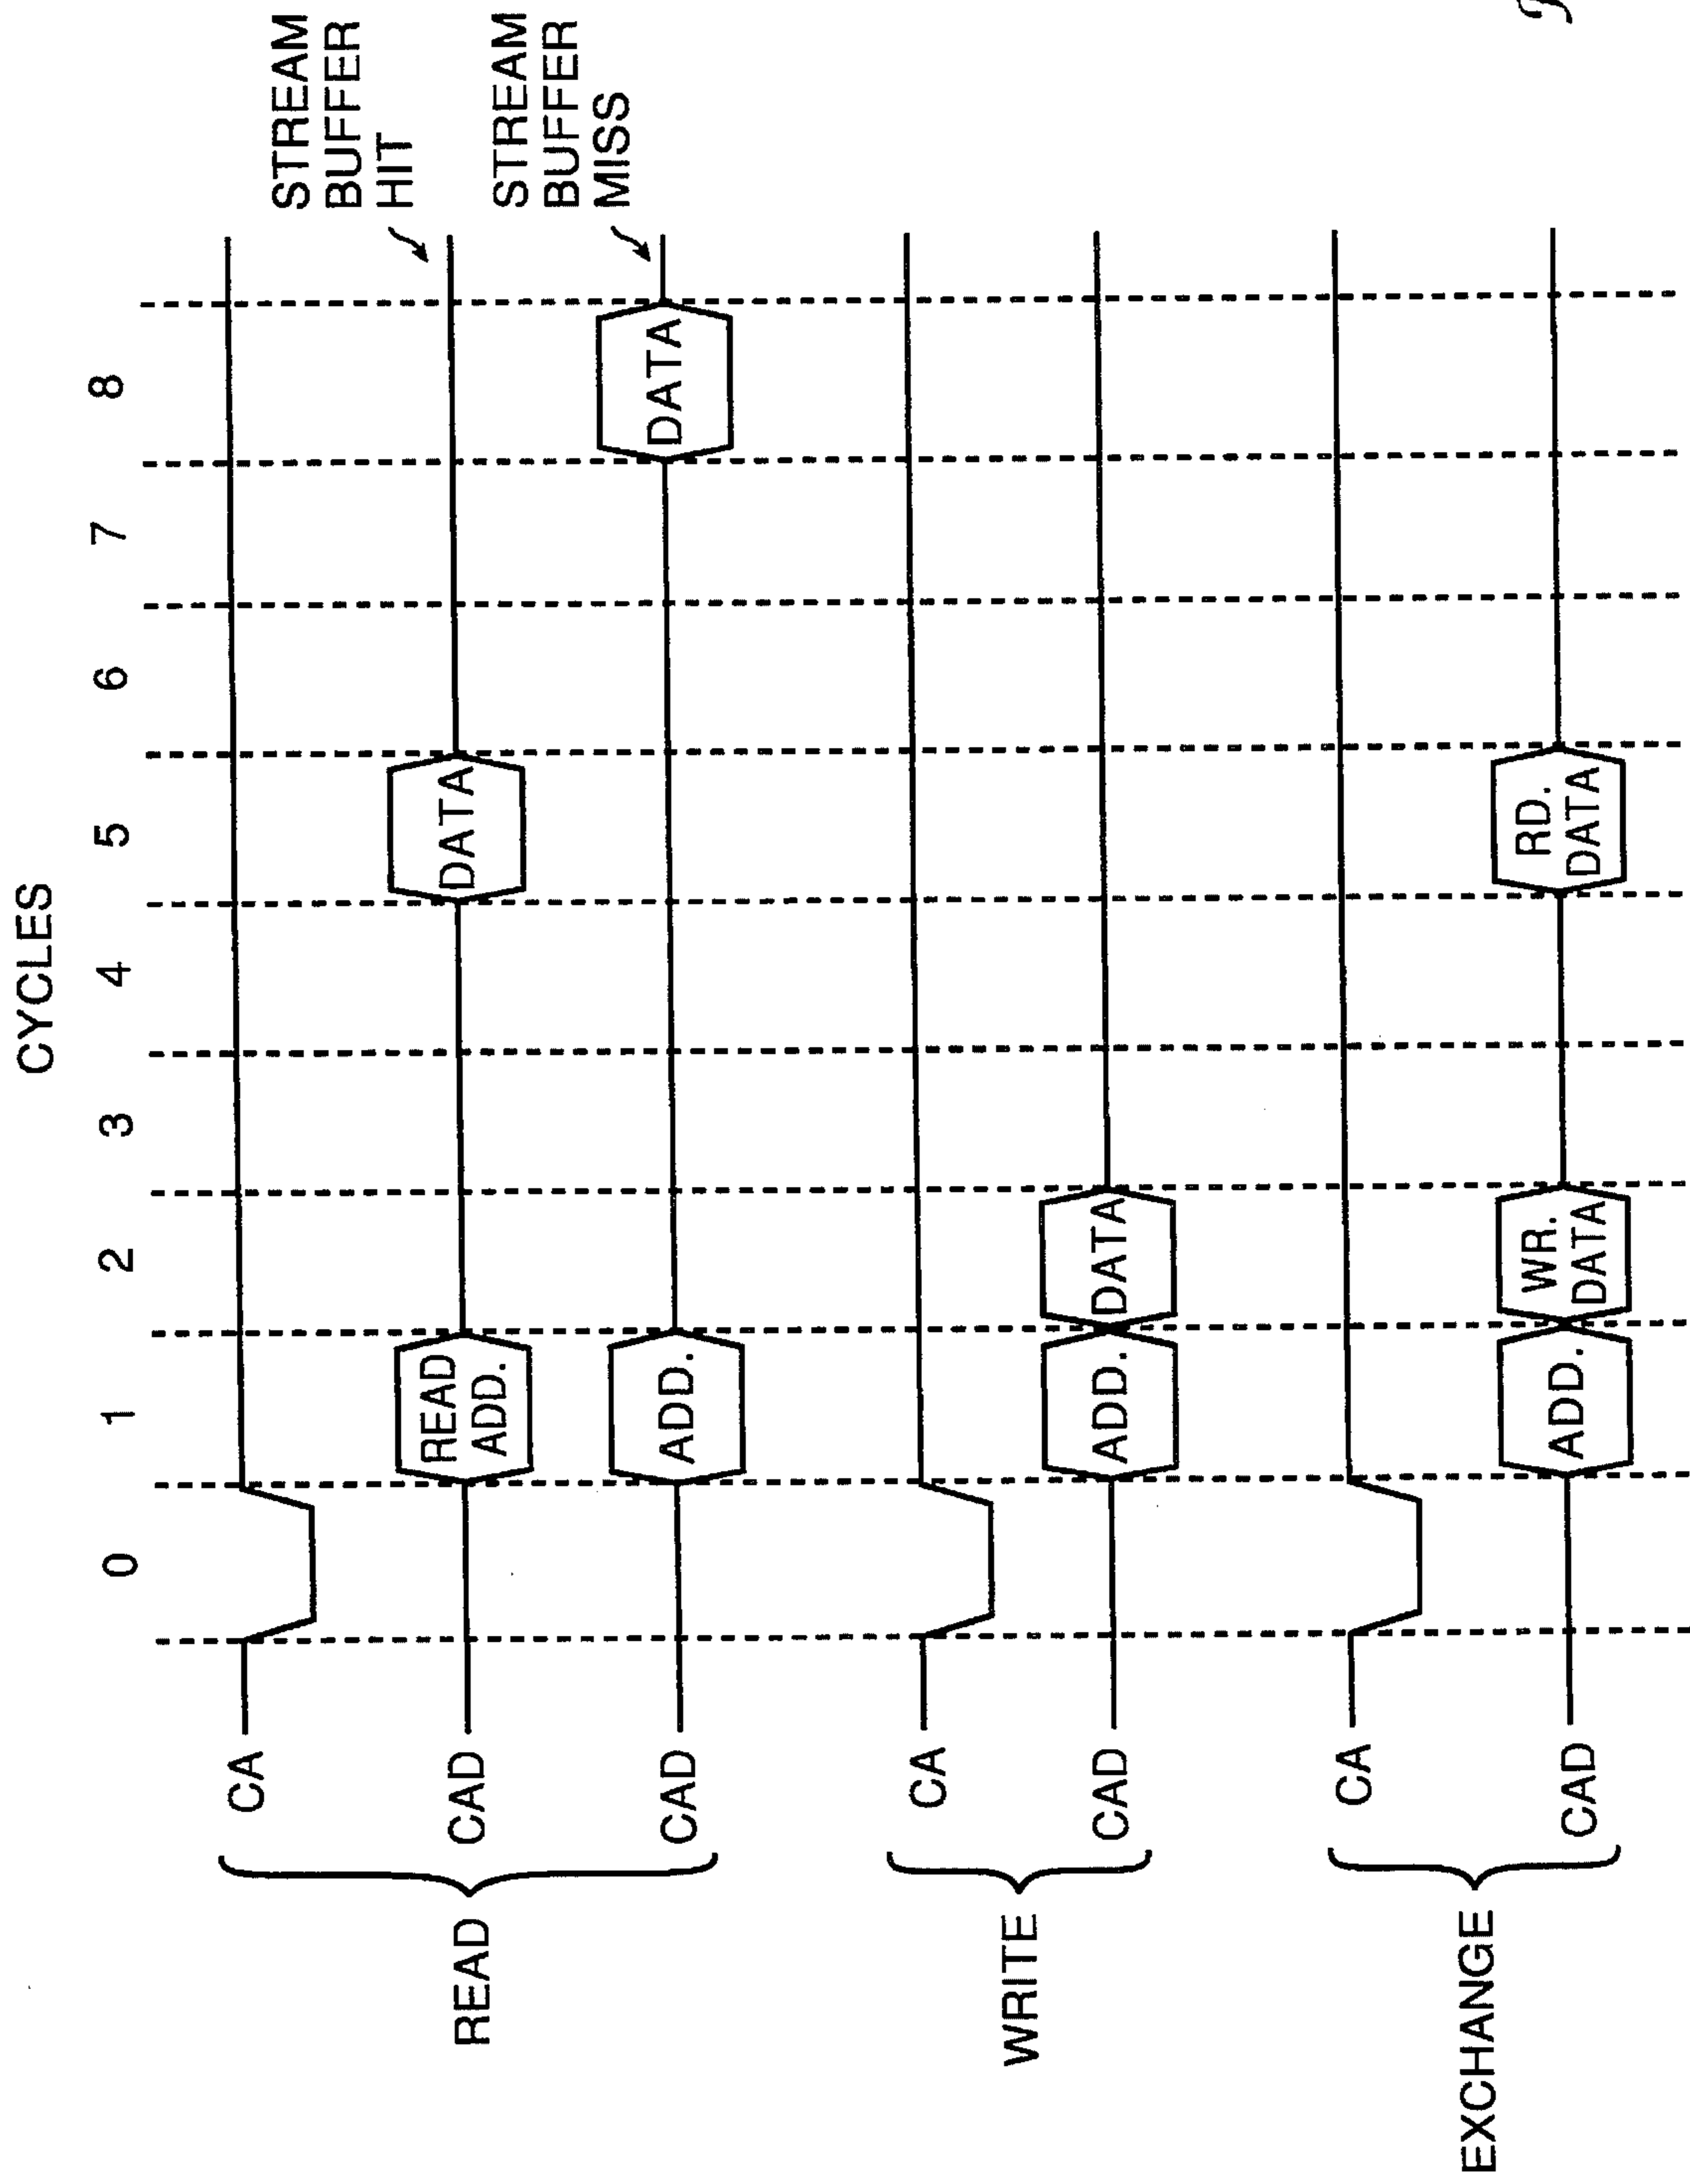 CYCLES
0 1 2 3 4 5 6 7 8
READ
CA
CAD
READ
ADD.
DATA
STREAM
BUFFER
HIT
CAD
ADD.
DATA
STREAM
BUFFER
MISS
WRITE
CA
CAD
ADD.
DATA
EXCHANGE
CA
CAD
ADD.
WR.
DATA
RD.
DATA